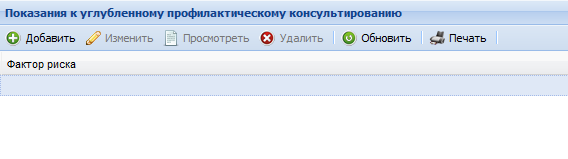 Показания к углубленному профилактическому консультированию
Добавить Изменить Просмотреть Удалить Обновить Печать
Фактор риска